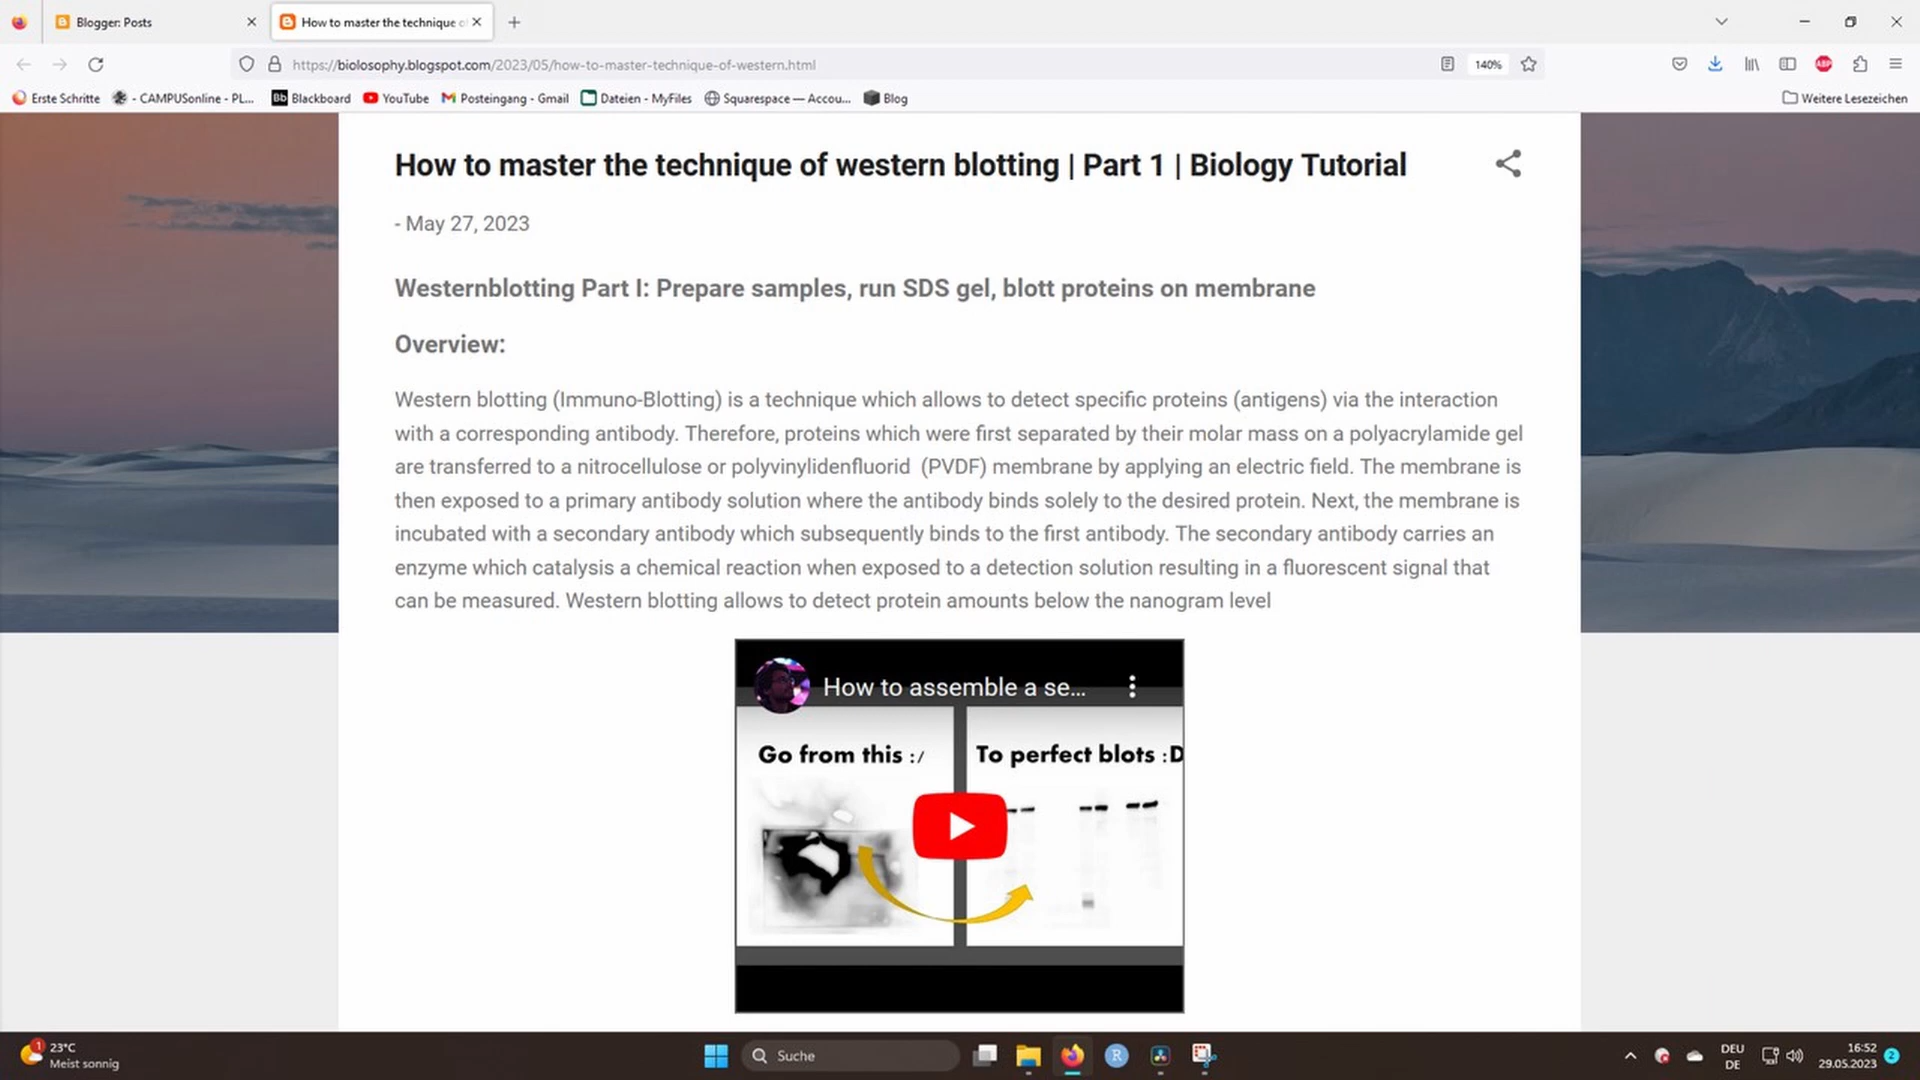 Blogger: Posts
How to master the technique o
https://biolosophy.blogspot.com/2023/05/how-to-master-technique-of-western.html
140%
ABP
Erste Schritte
- CAMPUSonline - PL...
Bb Blackboard
YouTube
Posteingang - Gmail
Dateien - MyFiles
Squarespace — Accou...
Blog
Weitere Lesezeichen
How to master the technique of western blotting | Part 1 | Biology Tutorial
- May 27, 2023
Westernblotting Part I: Prepare samples, run SDS gel, blott proteins on membrane
Overview:
Western blotting (Immuno-Blotting) is a technique which allows to detect specific proteins (antigens) via the interaction
with a corresponding antibody. Therefore, proteins which were first separated by their molar mass on a polyacrylamide gel
are transferred to a nitrocellulose or polyvinylidenfluorid  (PVDF) membrane by applying an electric field. The membrane is
then exposed to a primary antibody solution where the antibody binds solely to the desired protein. Next, the membrane is
incubated with a secondary antibody which subsequently binds to the first antibody. The secondary antibody carries an
enzyme which catalysis a chemical reaction when exposed to a detection solution resulting in a fluorescent signal that
can be measured. Western blotting allows to detect protein amounts below the nanogram level
How to assemble a se...
Go from this :/
To perfect blots :D
1
23°C
Meist sonnig
Suche
R
DEU
DE
16:52
29.05.2023
2